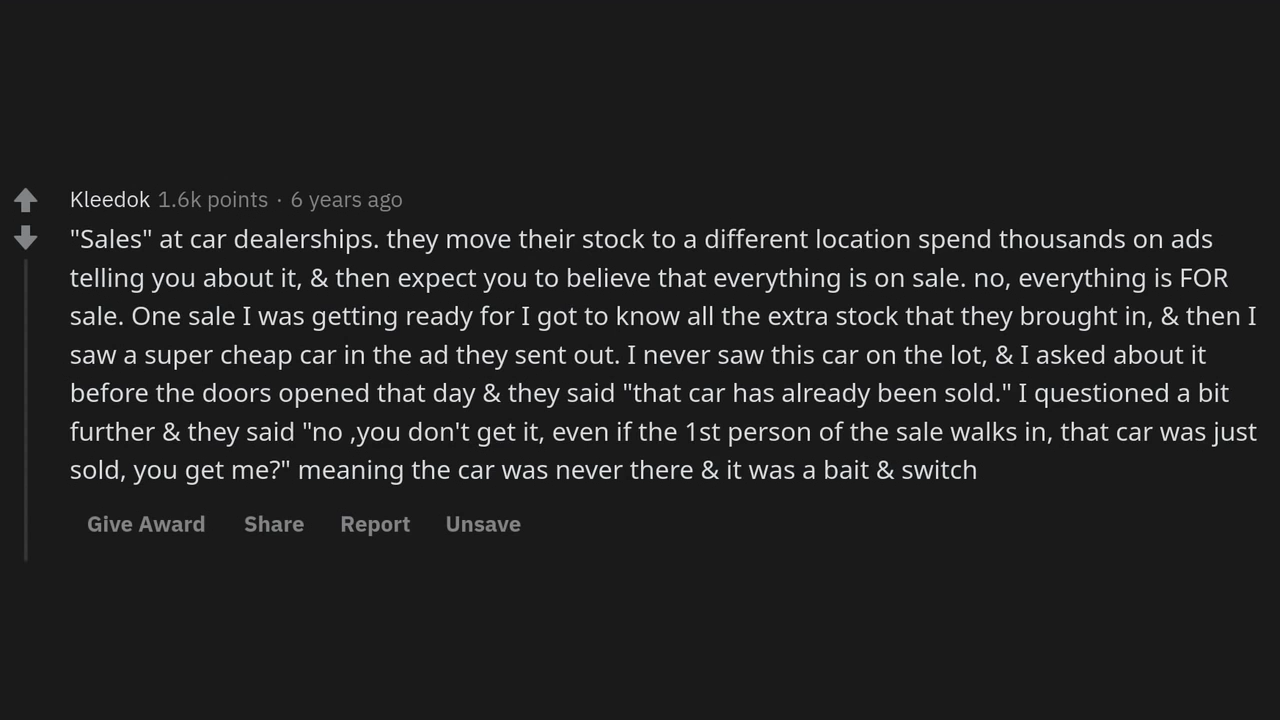 Kleedok 1.6k points · 6 years ago
"Sales" at car dealerships. they move their stock to a different location spend thousands on ads
telling you about it, & then expect you to believe that everything is on sale. no, everything is FOR
sale. One sale I was getting ready for I got to know all the extra stock that they brought in, & then I
saw a super cheap car in the ad they sent out. I never saw this car on the lot, & I asked about it
before the doors opened that day & they said "that car has already been sold." I questioned a bit
further & they said "no ,you don't get it, even if the 1st person of the sale walks in, that car was just
sold, you get me?" meaning the car was never there & it was a bait & switch
Give Award Share Report Unsave